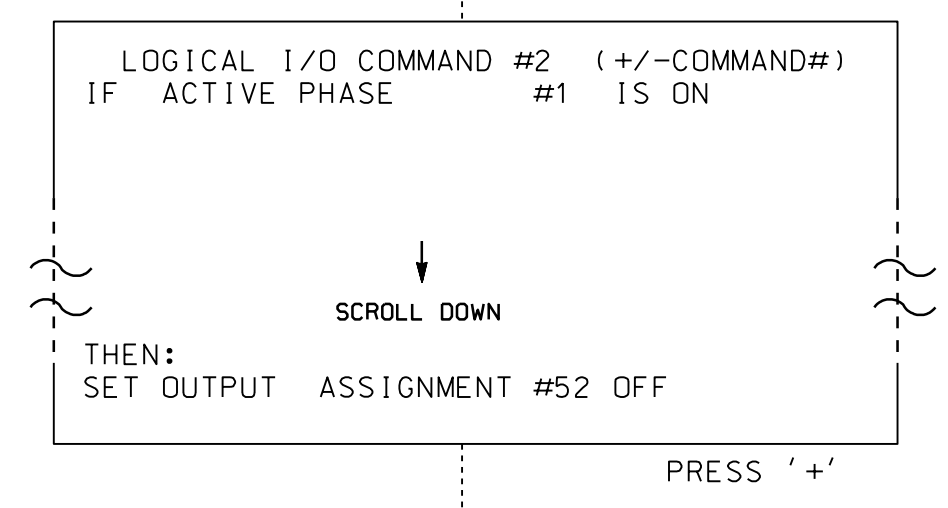 LOGICAL I/O COMMAND #2 (+/-COMMAND#)
IF ACTIVE PHASE #1 IS ON
SCROLL DOWN
THEN:
SET OUTPUT ASSIGNMENT #52 OFF
PRESS '+'